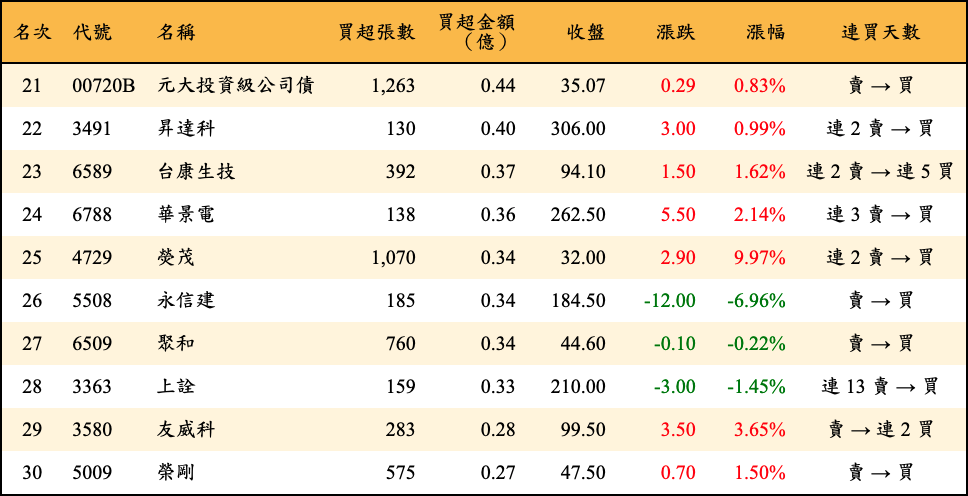 名次 代號 名稱 買超張數 買超金額（億） 收盤 漲跌 漲幅 連買天數
21 00720B 元大投資級公司債 1,263 0.44 35.07 0.29 0.83% 賣 → 買
22 3491 昇達科 130 0.40 306.00 3.00 0.99% 連 2 賣 → 買
23 6589 台康生技 392 0.37 94.10 1.50 1.62% 連 2 賣 → 連 5 買
24 6788 華景電 138 0.36 262.50 5.50 2.14% 連 3 賣 → 買
25 4729 熒茂 1,070 0.34 32.00 2.90 9.97% 連 2 賣 → 買
26 5508 永信建 185 0.34 184.50 -12.00 -6.96% 賣 → 買
27 6509 聚和 760 0.34 44.60 -0.10 -0.22% 賣 → 買
28 3363 上詮 159 0.33 210.00 -3.00 -1.45% 連 13 賣 → 買
29 3580 友威科 283 0.28 99.50 3.50 3.65% 賣 → 連 2 買
30 5009 榮剛 575 0.27 47.50 0.70 1.50% 賣 → 買